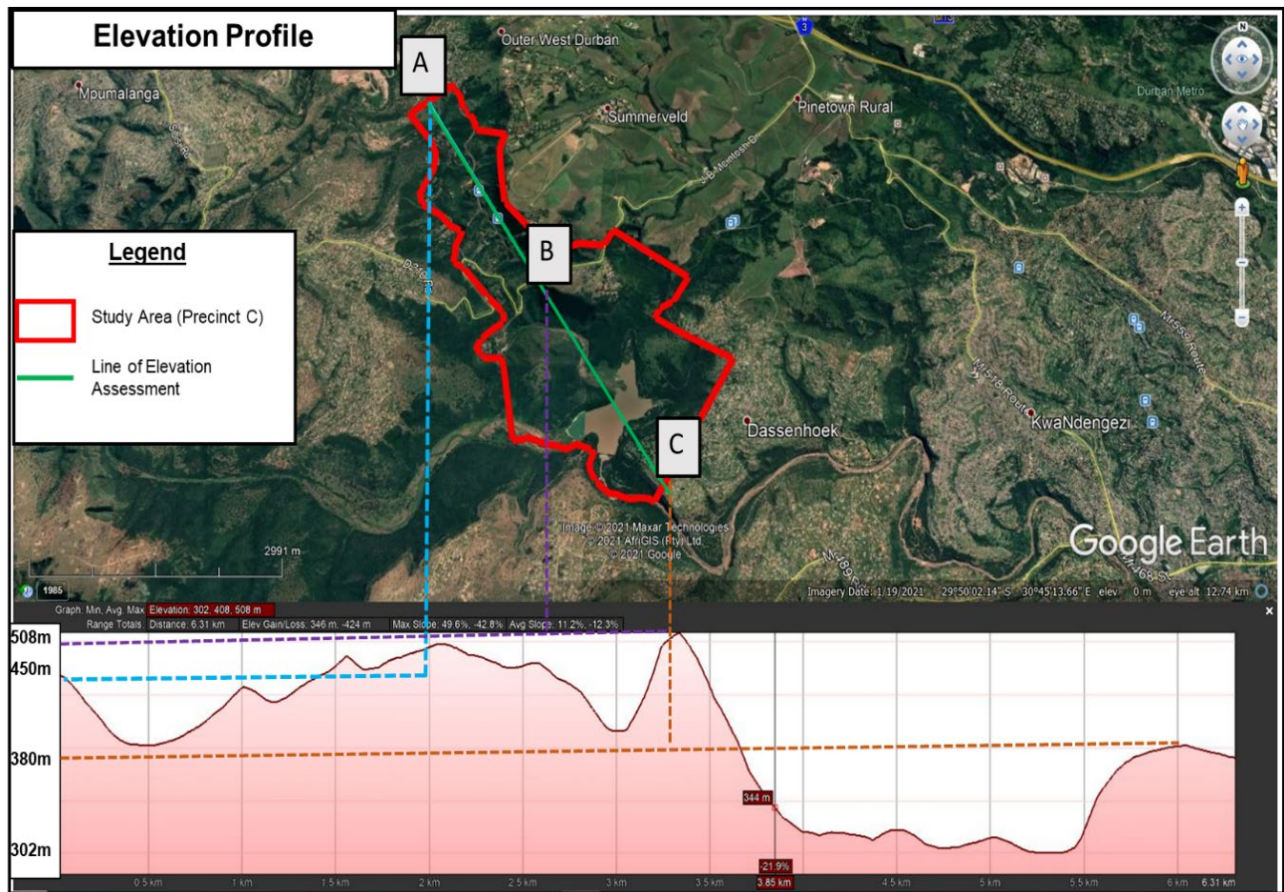 Elevation Profile
A
Outer West Durban
3
N
Mpumalanga
Durban Metro
Summerveld
Pinetown Rural
J B Mcintosh Dr
Legend
B
Study Area (Precinct C)
Line of Elevation
Assessment
KwaNdengezi
C
Dassenhoek
2991 m
Image © 2021 Maxar Technologies
© 2021 AfriGIS (Pty) Ltd.
© 2021 Google
Google Earth
1985
Imagery Date: 1/19/2021 29°50'02.14" S 30°45'13.66" E elev 0 m eye alt 12.74 km
Graph: Min, Avg, Max Elevation: 302, 408, 508 m
Range Totals: Distance: 6.31 km Elev Gain/Loss: 346 m, -424 m Max Slope: 49.6%, -42.8% Avg Slope: 11.2%, -12.3%
508m
450m
380m
344 m
302m
-21.9%
0.5 km 1 km 1.5 km 2 km 2.5 km 3 km 3.5 km 3.85 km 4.5 km 5 km 5.5 km 6 km 6.31 km